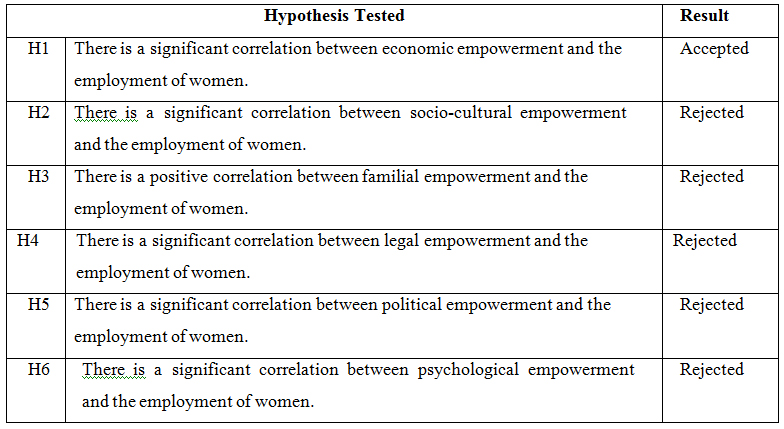 Hypothesis Tested Result
H1 There is a significant correlation between economic empowerment and the Accepted
employment of women.
H2 There is a significant correlation between socio-cultural empowerment Rejected
and the employment of women.
H3 There is a positive correlation between familial empowerment and the Rejected
employment of women.
H4 There is a significant correlation between legal empowerment and the Rejected
employment of women.
H5 There is a significant correlation between political empowerment and the Rejected
employment of women.
H6 There is a significant correlation between psychological empowerment Rejected
and the employment of women.